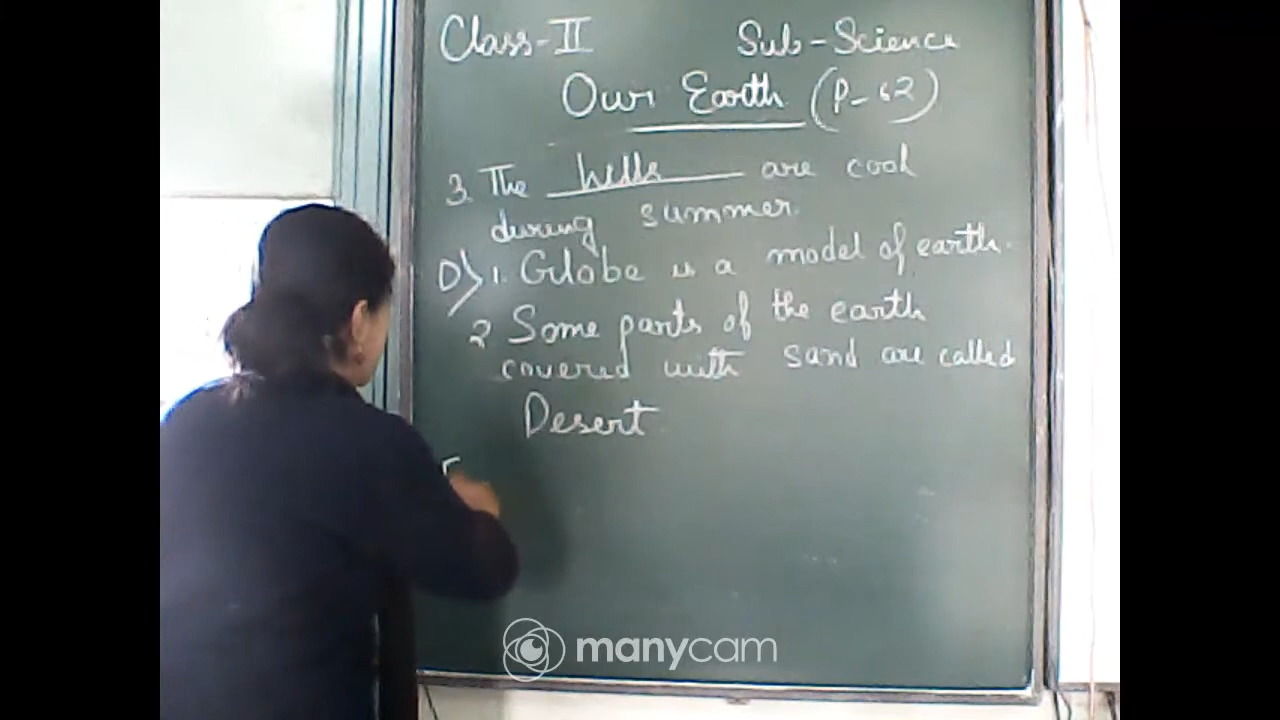 Class-II Sub-Science
Our Earth (P-62)
3. The hills are cool
during summer.
D) 1. Globe is a model of earth.
2 Some parts of the earth
covered with sand are called
Desert
manycam